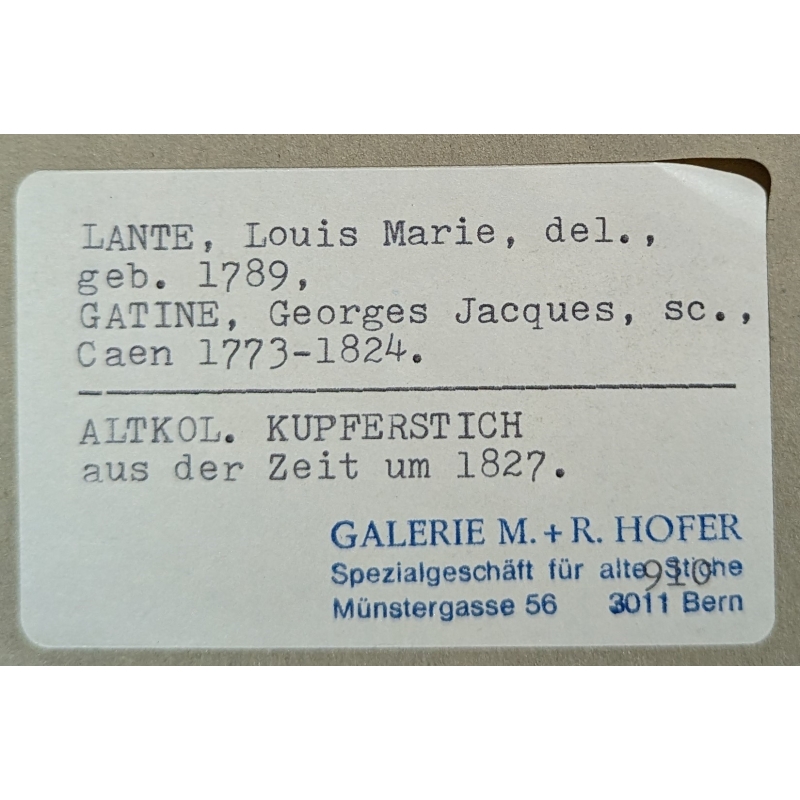 LANTE, Louis Marie, del.,
geb. 1789,
GATINE, Georges Jacques, sc.,
Caen 1773-1824.
ALTKOL. KUPFERSTICH
aus der Zeit um 1827.
GALERIE M. + R. HOFER
Spezialgeschäft für alte Stiche
910
Münstergasse 56 3011 Bern